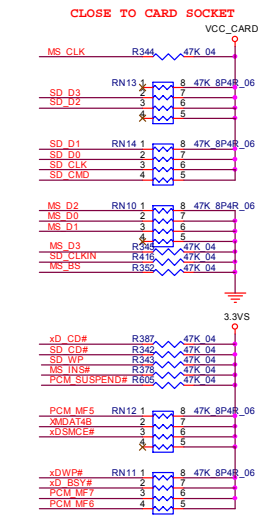 CLOSE TO CARD SOCKET
VCC_CARD
MS_CLK R344 47K_04
RN13 1 8 47K_8P4R_06
SD_D3 2 7
SD_D2 3 6
4 5
SD_D1 RN14 1 8 47K_8P4R_06
SD_D0 2 7
SD_CLK 3 6
SD_CMD 4 5
MS_D2 RN10 1 8 47K_8P4R_06
MS_D0 2 7
MS_D1 3 6
4 5
MS_D3 R345 47K_04
SD_CLKIN R416 47K_04
MS_BS R352 47K_04
3.3VS
xD_CD# R387 47K_04
SD_CD# R342 47K_04
SD_WP R343 47K_04
MS_INS# R378 47K_04
PCM_SUSPEND# R605 47K_04
PCM_MF5 RN12 1 8 47K_8P4R_06
XMDAT4B 2 7
xDSMCE# 3 6
4 5
xDWP# RN11 1 8 47K_8P4R_06
xD_BSY# 2 7
PCM_MF7 3 6
PCM_MF6 4 5